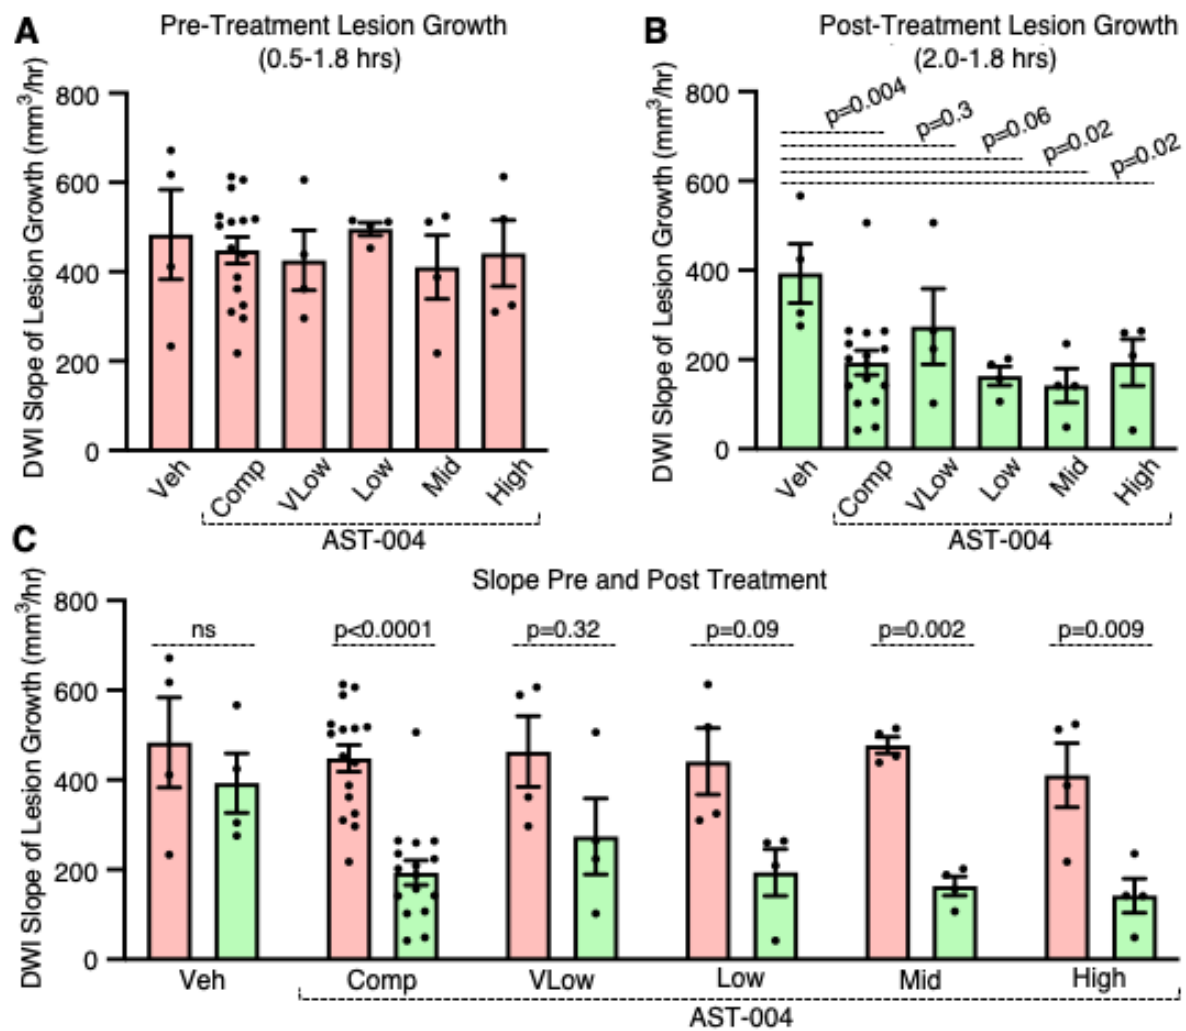 A
Pre-Treatment Lesion Growth
(0.5-1.8 hrs)
DWI Slope of Lesion Growth (mm³/hr)
800
600
400
200
0
Veh
Comp
VLow
Low
Mid
High
AST-004
B
Post-Treatment Lesion Growth
(2.0-1.8 hrs)
DWI Slope of Lesion Growth (mm³/hr)
800
600
400
200
0
p=0.004
p=0.3
p=0.06
p=0.02
p=0.02
Veh
Comp
VLow
Low
Mid
High
AST-004
C
Slope Pre and Post Treatment
DWI Slope of Lesion Growth (mm³/hr)
800
600
400
200
0
ns
p<0.0001
p=0.32
p=0.09
p=0.002
p=0.009
Veh
Comp
VLow
Low
Mid
High
AST-004